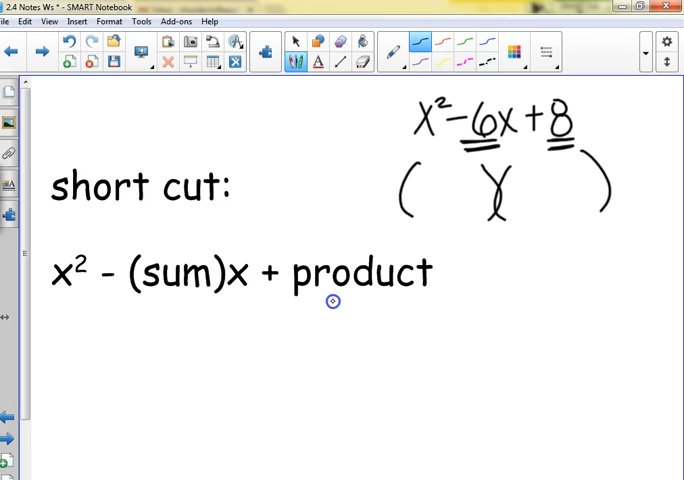 2.4 Notes Ws * - SMART Notebook
File Edit View Insert Format Tools Add-ons Help
x² - 6x + 8
( )( )
short cut:
x² - (sum)x + product